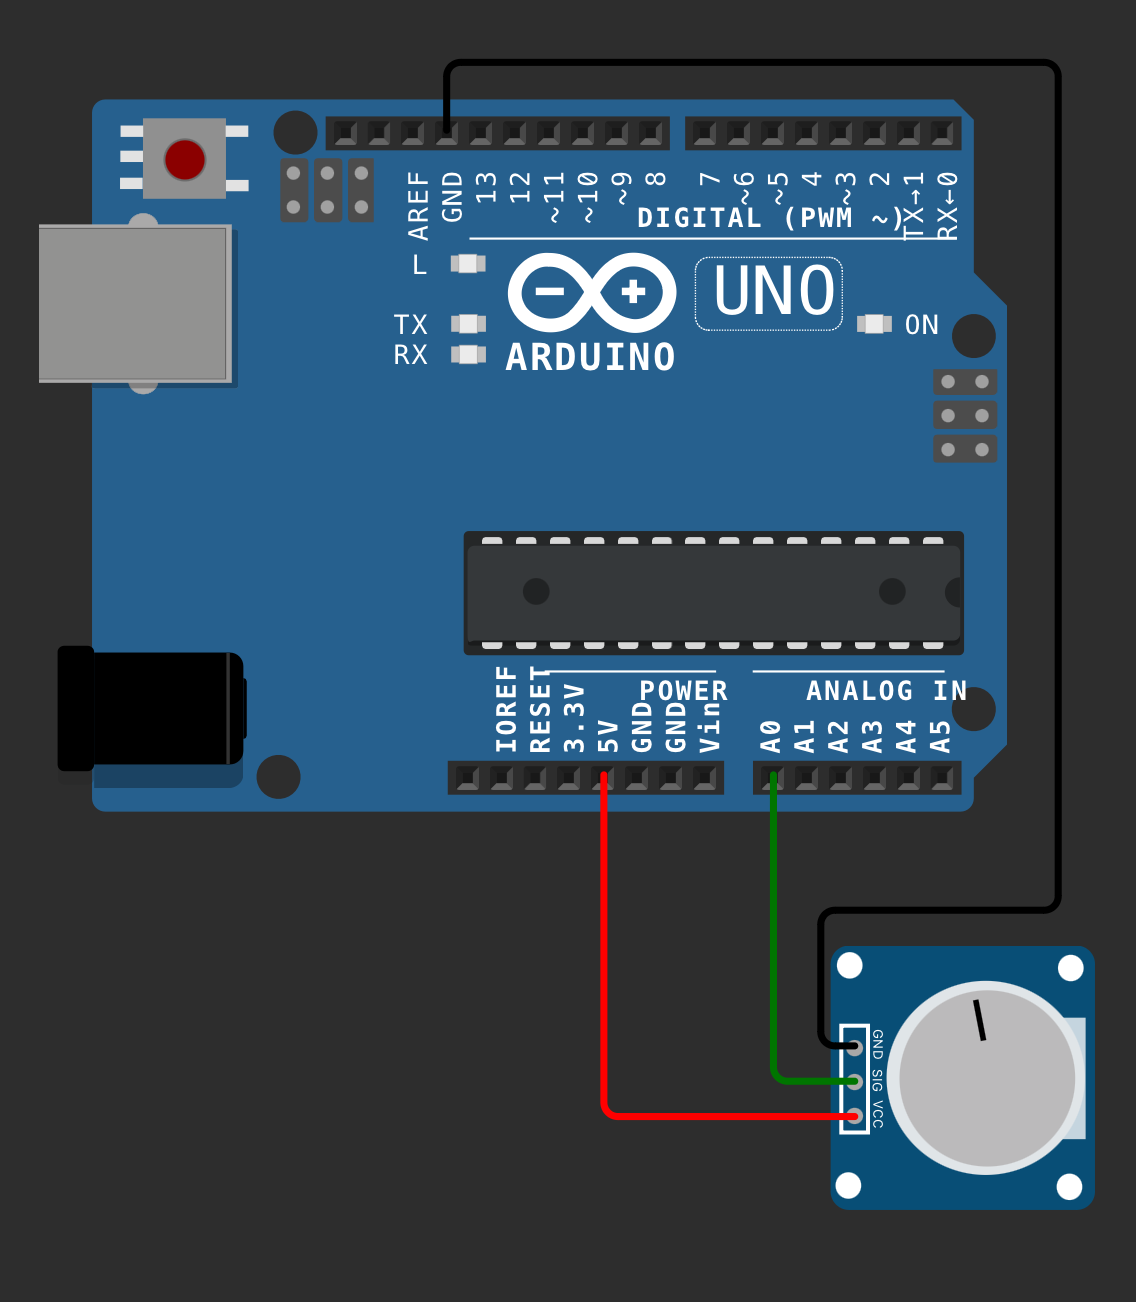 AREF
GND
13
12
~11
~10
~9
8
7
~6
~5
4
~3
2
TX→1
RX←0
DIGITAL (PWM ~)
L
TX
RX
UNO
ON
ARDUINO
IOREF
RESET
3.3V
5V
GND
GND
Vin
POWER
ANALOG IN
A0
A1
A2
A3
A4
A5
GND
SIG
VCC